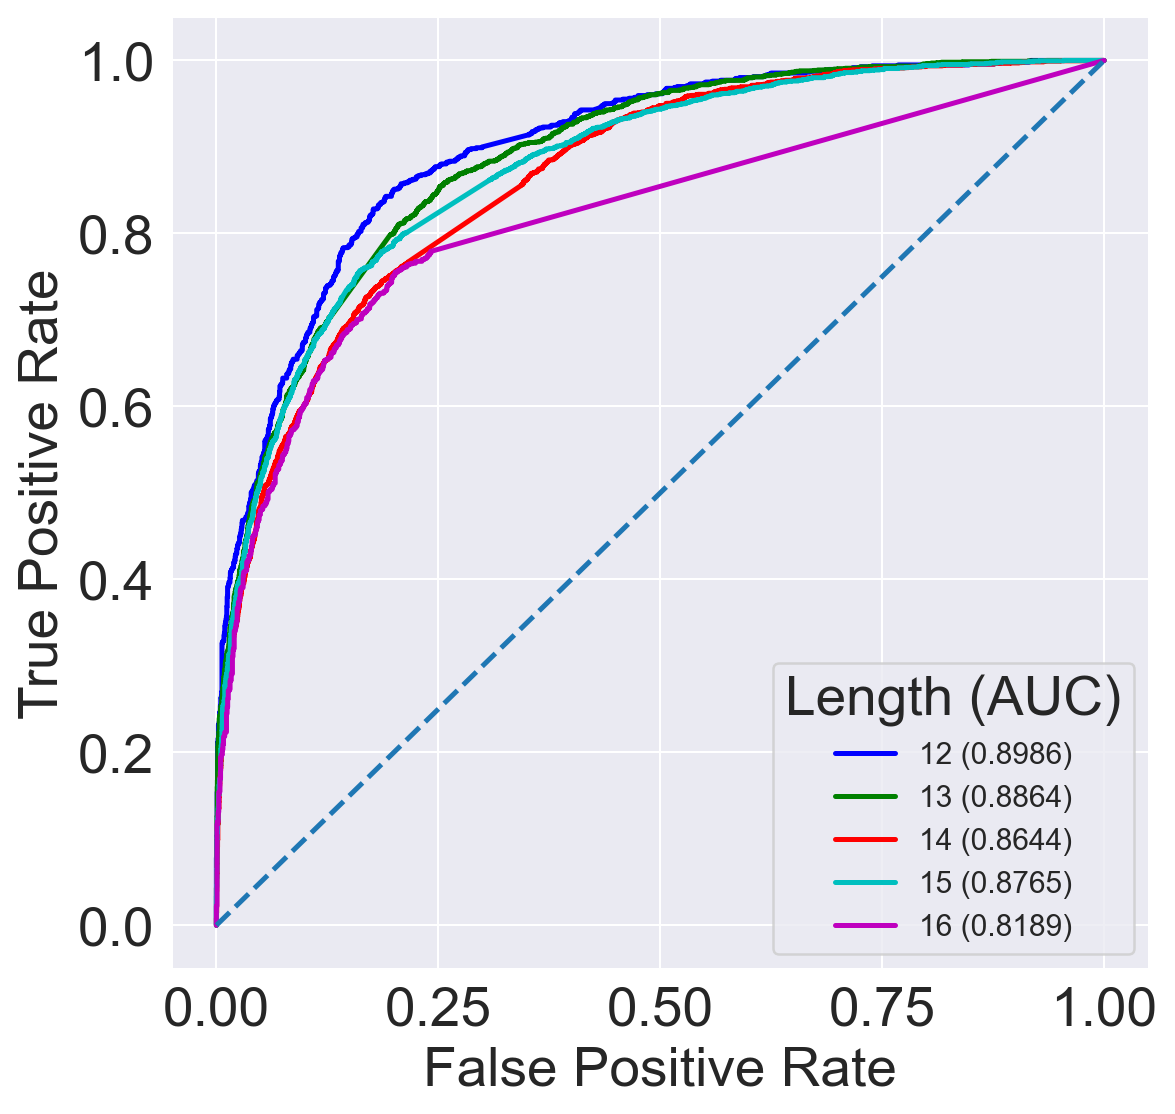 True Positive Rate
1.0
0.8
0.6
0.4
0.2
0.0
Length (AUC)
12 (0.8986)
13 (0.8864)
14 (0.8644)
15 (0.8765)
16 (0.8189)
0.00 0.25 0.50 0.75 1.00
False Positive Rate